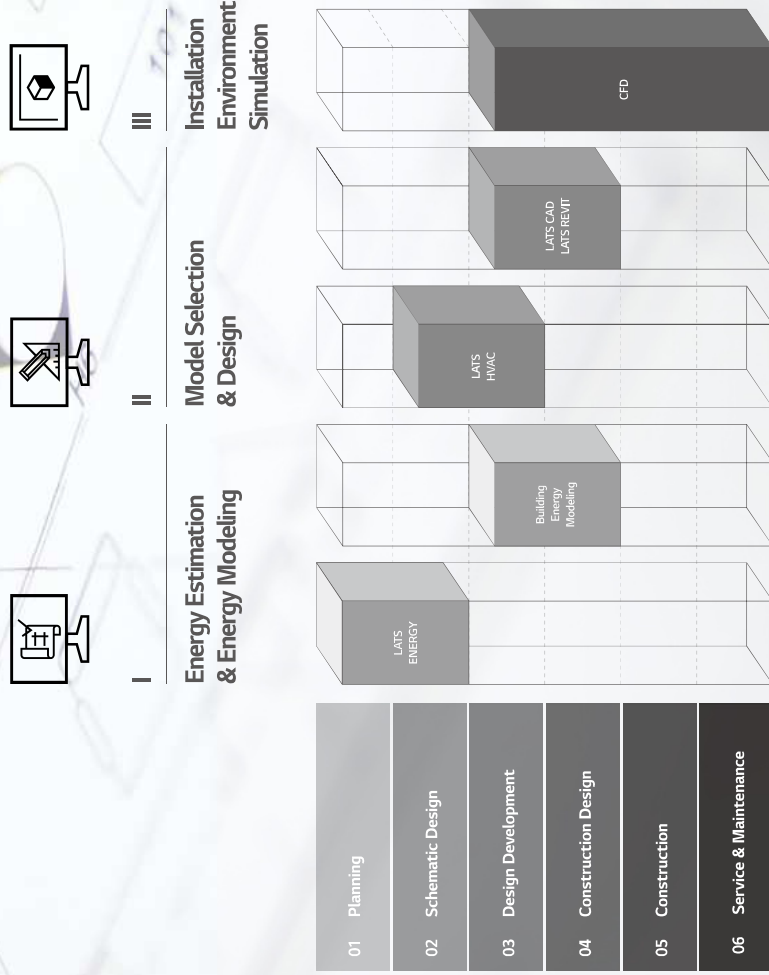 I
Energy Estimation
& Energy Modeling
II
Model Selection
& Design
III
Installation
Environment
Simulation
01 Planning
02 Schematic Design
03 Design Development
04 Construction Design
05 Construction
06 Service & Maintenance
LATS
ENERGY
Building
Energy
Modeling
LATS
HVAC
LATS CAD
LATS REVIT
CFD